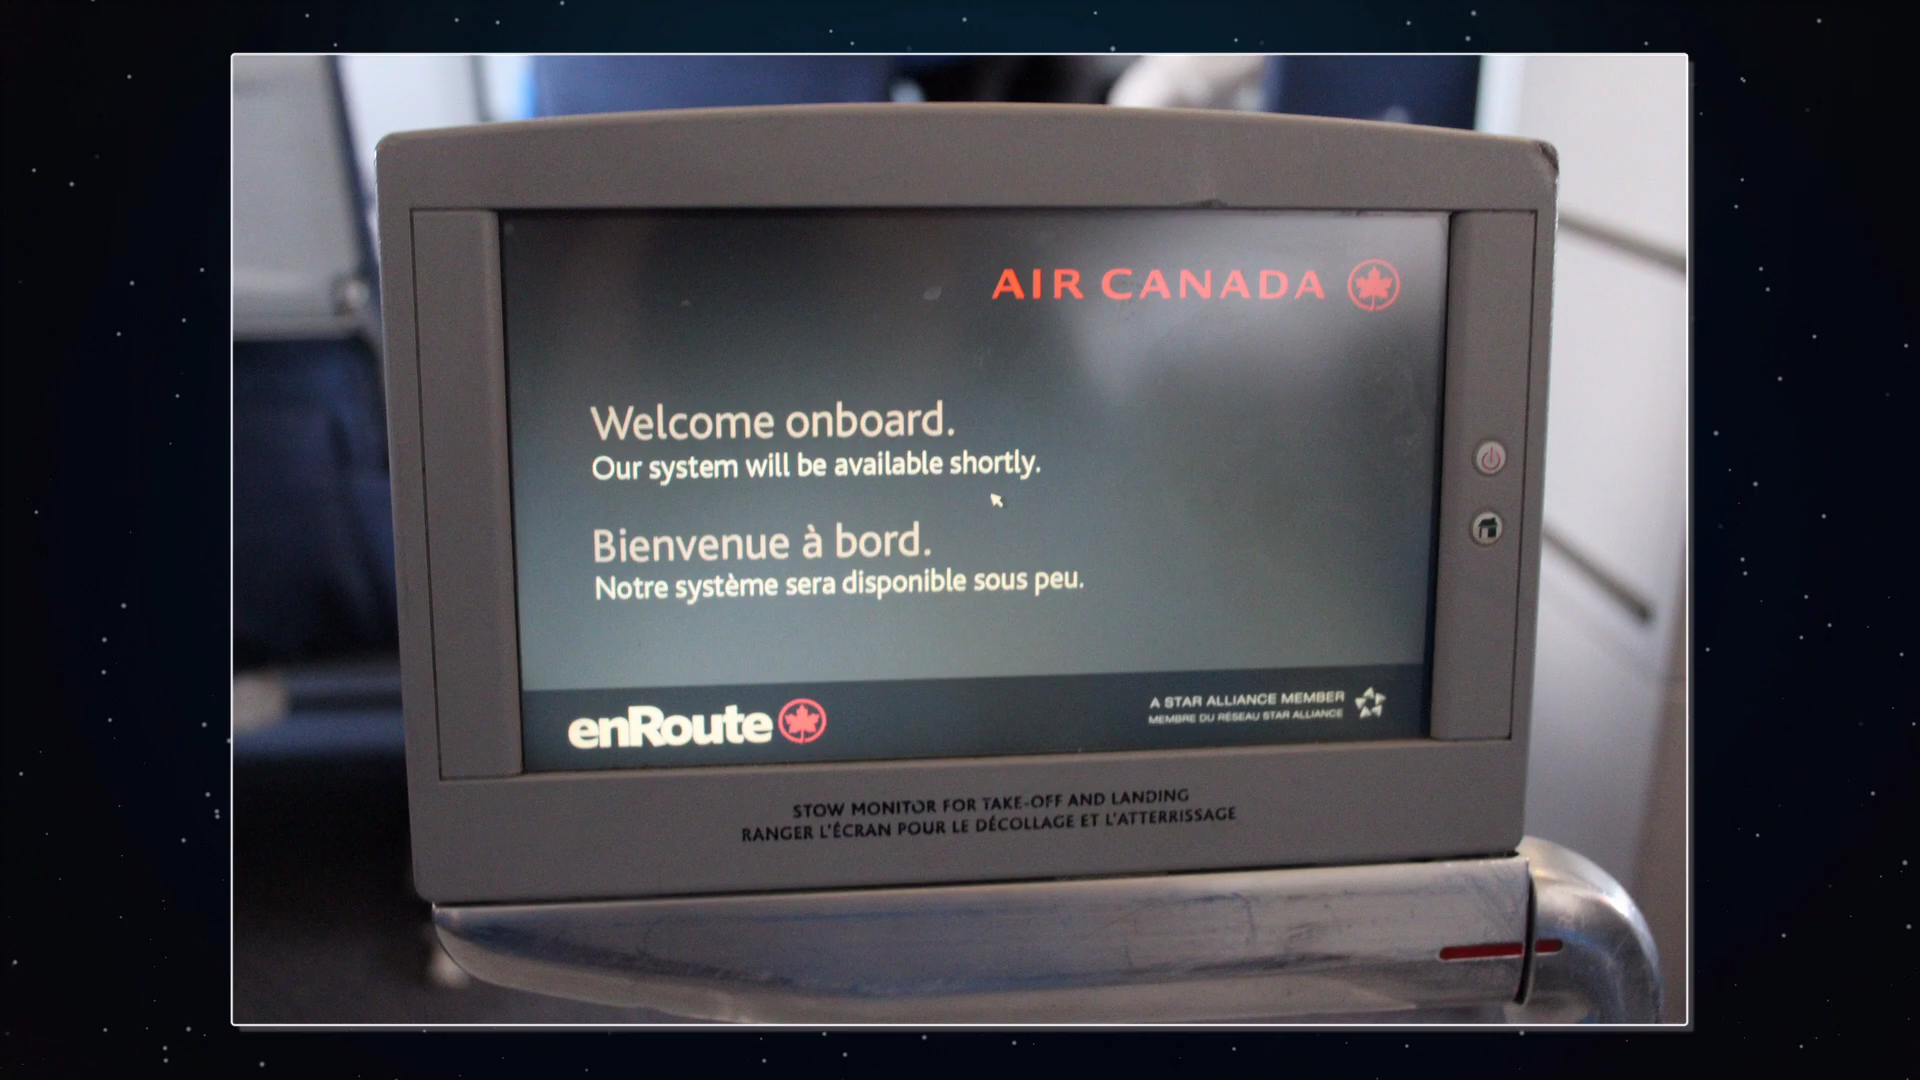 AIR CANADA
Welcome onboard.
Our system will be available shortly.
Bienvenue à bord.
Notre système sera disponible sous peu.
enRoute
A STAR ALLIANCE MEMBER
MEMBRE DU RÉSEAU STAR ALLIANCE
STOW MONITOR FOR TAKE-OFF AND LANDING
RANGER L'ÉCRAN POUR LE DÉCOLLAGE ET L'ATTERRISSAGE